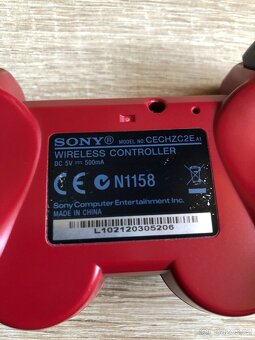 SONY MODEL NO. CECHZC2E A1
WIRELESS CONTROLLER
DC 5V ⎓ 500mA
CE N1158
Sony Computer Entertainment Inc.
MADE IN CHINA
L102120305206